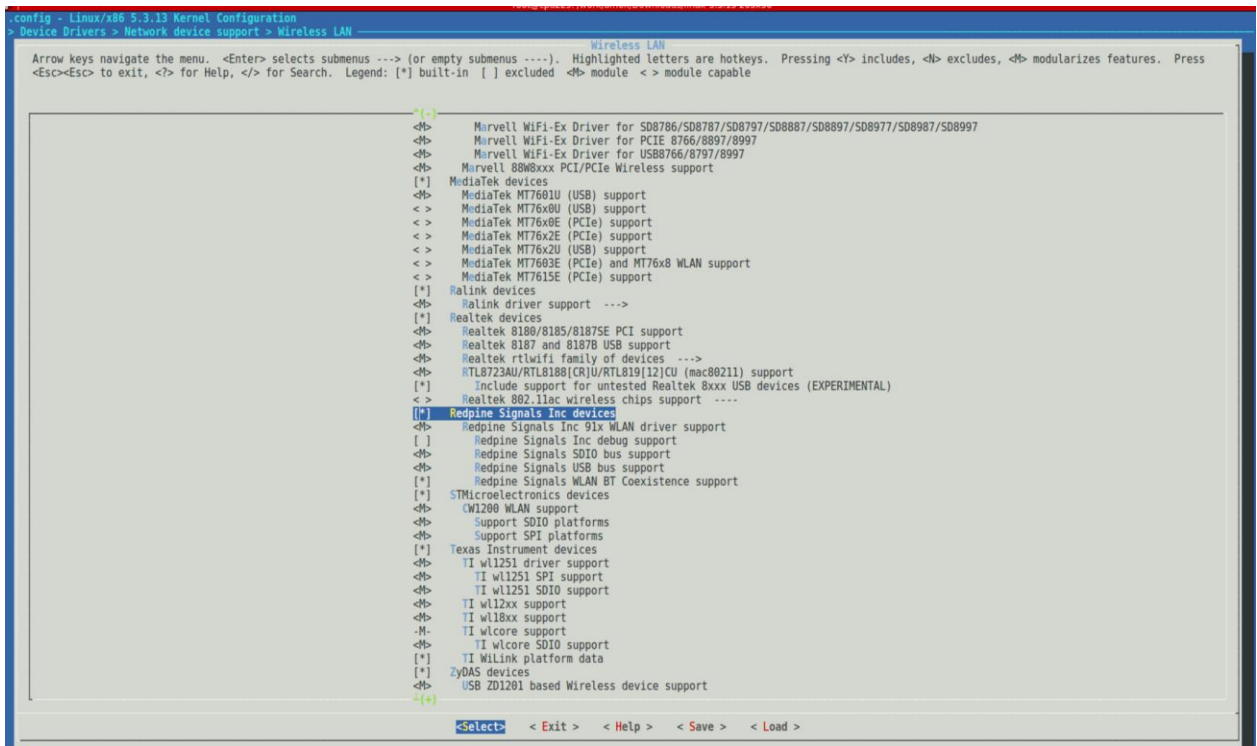 .config - Linux/x86 5.3.13 Kernel Configuration
> Device Drivers > Network device support > Wireless LAN
Wireless LAN
Arrow keys navigate the menu. <Enter> selects submenus ---> (or empty submenus ----). Highlighted letters are hotkeys. Pressing <Y> includes, <N> excludes, <M> modularizes features. Press
<Esc><Esc> to exit, <?> for Help, </> for Search. Legend: [*] built-in [ ] excluded <M> module < > module capable
^(-)
<M> Marvell WiFi-Ex Driver for SD8786/SD8787/SD8797/SD8887/SD8897/SD8977/SD8987/SD8997
<M> Marvell WiFi-Ex Driver for PCIE 8766/8897/8997
<M> Marvell WiFi-Ex Driver for USB8766/8797/8997
<M> Marvell 88W8xxx PCI/PCIe Wireless support
[*] MediaTek devices
<M> MediaTek MT7601U (USB) support
< > MediaTek MT76x0U (USB) support
< > MediaTek MT76x0E (PCIe) support
< > MediaTek MT76x2E (PCIe) support
< > MediaTek MT76x2U (USB) support
< > MediaTek MT7603E (PCIe) and MT76x8 WLAN support
< > MediaTek MT7615E (PCIe) support
[*] Ralink devices
<M> Ralink driver support --->
[*] Realtek devices
<M> Realtek 8180/8185/8187SE PCI support
<M> Realtek 8187 and 8187B USB support
<M> Realtek rtlwifi family of devices --->
<M> RTL8723AU/RTL8188[CR]U/RTL819[12]CU (mac80211) support
[*] Include support for untested Realtek 8xxx USB devices (EXPERIMENTAL)
< > Realtek 802.11ac wireless chips support ----
[*] Redpine Signals Inc devices
<M> Redpine Signals Inc 91x WLAN driver support
[ ] Redpine Signals Inc debug support
<M> Redpine Signals SDIO bus support
<M> Redpine Signals USB bus support
[*] Redpine Signals WLAN BT Coexistence support
[*] STMicroelectronics devices
<M> CW1200 WLAN support
<M> Support SDIO platforms
<M> Support SPI platforms
[*] Texas Instrument devices
<M> TI wl1251 driver support
<M> TI wl1251 SPI support
<M> TI wl1251 SDIO support
<M> TI wl12xx support
<M> TI wl18xx support
-M- TI wlcore support
<M> TI wlcore SDIO support
[*] TI WiLink platform data
[*] ZyDAS devices
<M> USB ZD1201 based Wireless device support
┴(+)
<Select> < Exit > < Help > < Save > < Load >